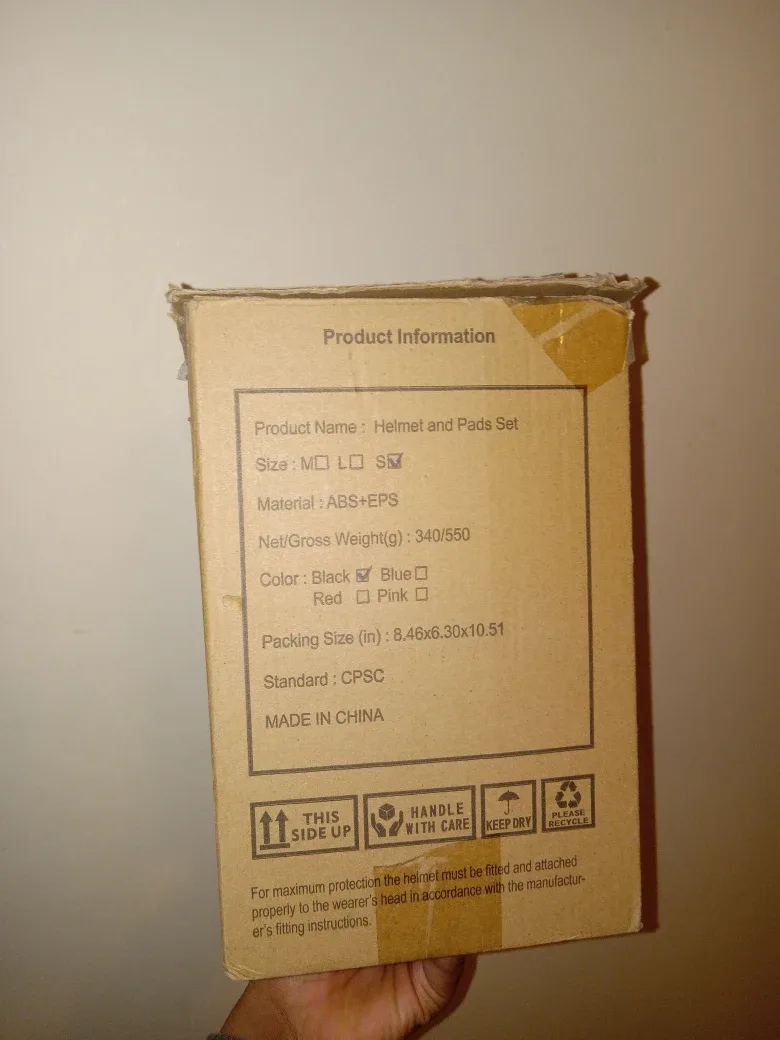 Product Information
Product Name : Helmet and Pads Set
Size : M☐ L☐ S☑
Material : ABS+EPS
Net/Gross Weight(g) : 340/550
Color : Black ☑ Blue ☐
Red ☐ Pink ☐
Packing Size (in) : 8.46x6.30x10.51
Standard : CPSC
MADE IN CHINA
THIS
SIDE UP
HANDLE
WITH CARE
KEEP DRY
PLEASE
RECYCLE
For maximum protection the helmet must be fitted and attached
properly to the wearer's head in accordance with the manufactur-
er's fitting instructions.